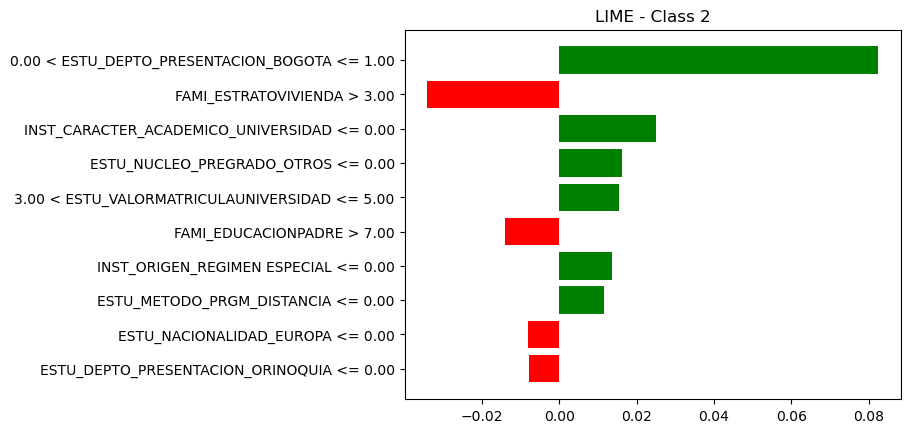 LIME - Class 2
0.00 < ESTU_DEPTO_PRESENTACION_BOGOTA <= 1.00
FAMI_ESTRATOVIVIENDA > 3.00
INST_CARACTER_ACADEMICO_UNIVERSIDAD <= 0.00
ESTU_NUCLEO_PREGRADO_OTROS <= 0.00
3.00 < ESTU_VALORMATRICULAUNIVERSIDAD <= 5.00
FAMI_EDUCACIONPADRE > 7.00
INST_ORIGEN_REGIMEN ESPECIAL <= 0.00
ESTU_METODO_PRGM_DISTANCIA <= 0.00
ESTU_NACIONALIDAD_EUROPA <= 0.00
ESTU_DEPTO_PRESENTACION_ORINOQUIA <= 0.00
−0.02 0.00 0.02 0.04 0.06 0.08